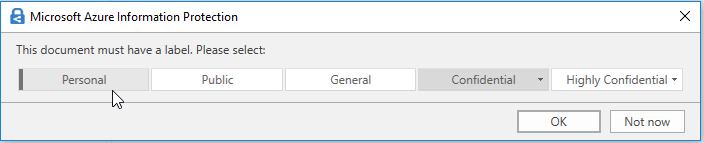 Microsoft Azure Information Protection
This document must have a label. Please select:
Personal Public General Confidential Highly Confidential
OK Not now